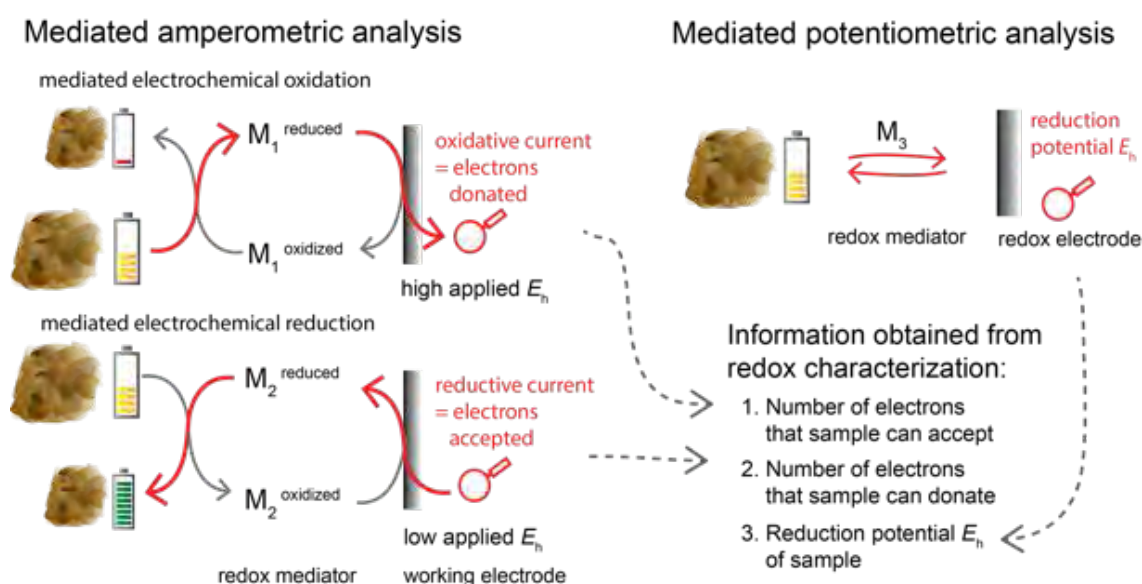 Mediated amperometric analysis
mediated electrochemical oxidation
M1 reduced
M1 oxidized
oxidative current
= electrons
donated
high applied Eh
mediated electrochemical reduction
M2 reduced
M2 oxidized
reductive current
= electrons
accepted
low applied Eh
redox mediator
working electrode
Mediated potentiometric analysis
M3
reduction
potential Eh
redox mediator
redox electrode
Information obtained from
redox characterization:
1. Number of electrons
that sample can accept
2. Number of electrons
that sample can donate
3. Reduction potential Eh
of sample